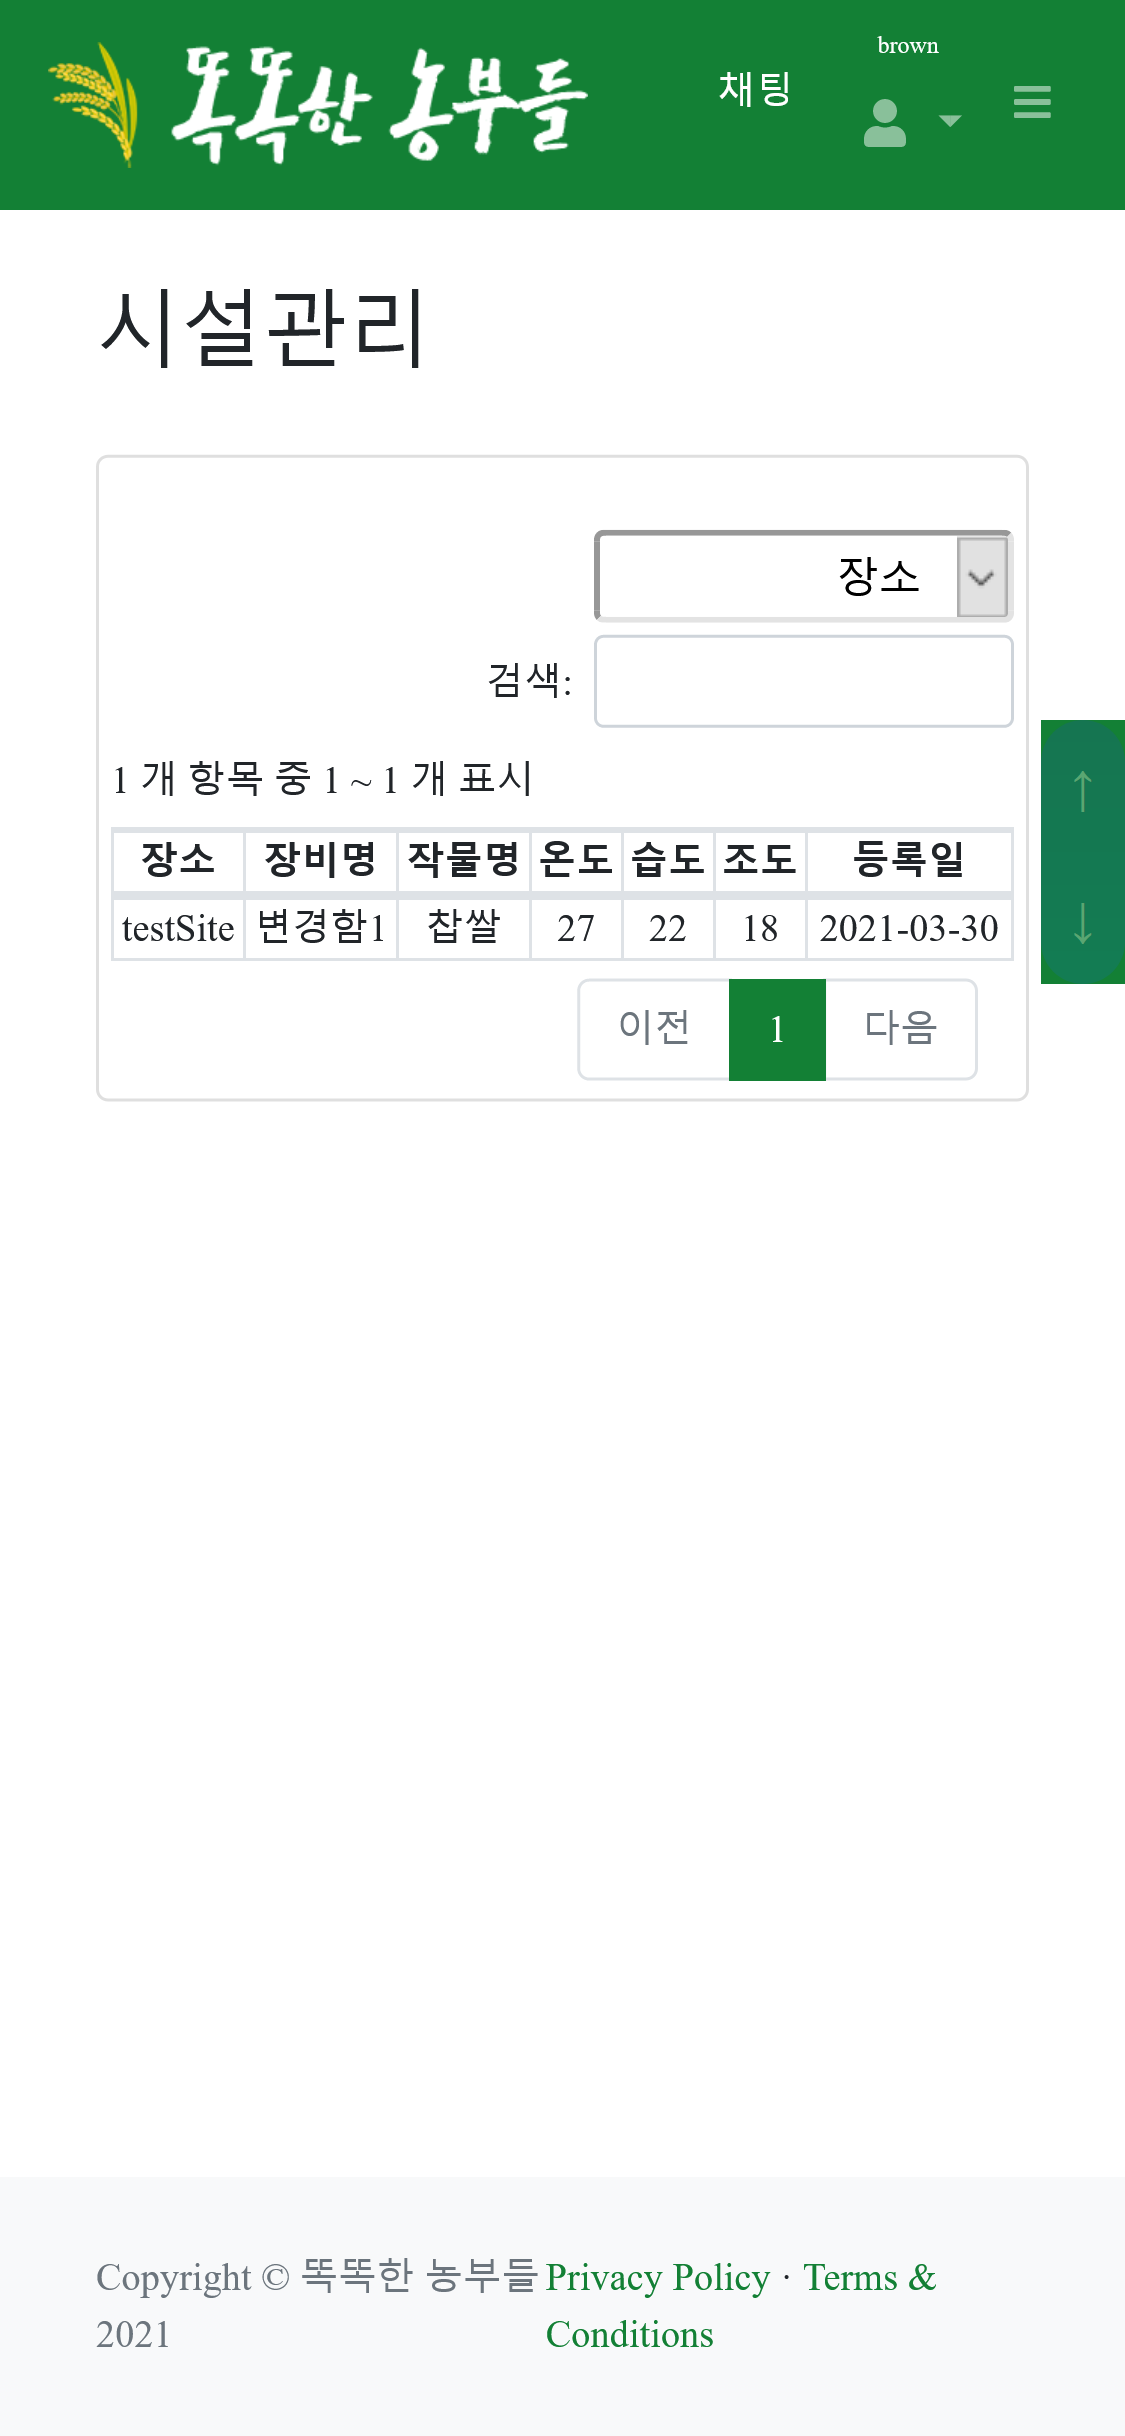 똑똑한 농부들
채팅
brown
시설관리
장소
검색:
1 개 항목 중 1 ~ 1 개 표시
장소 장비명 작물명 온도 습도 조도 등록일
testSite 변경함1 찹쌀 27 22 18 2021-03-30
↑
↓
이전 1 다음
Copyright © 똑똑한 농부들 2021
Privacy Policy · Terms & Conditions